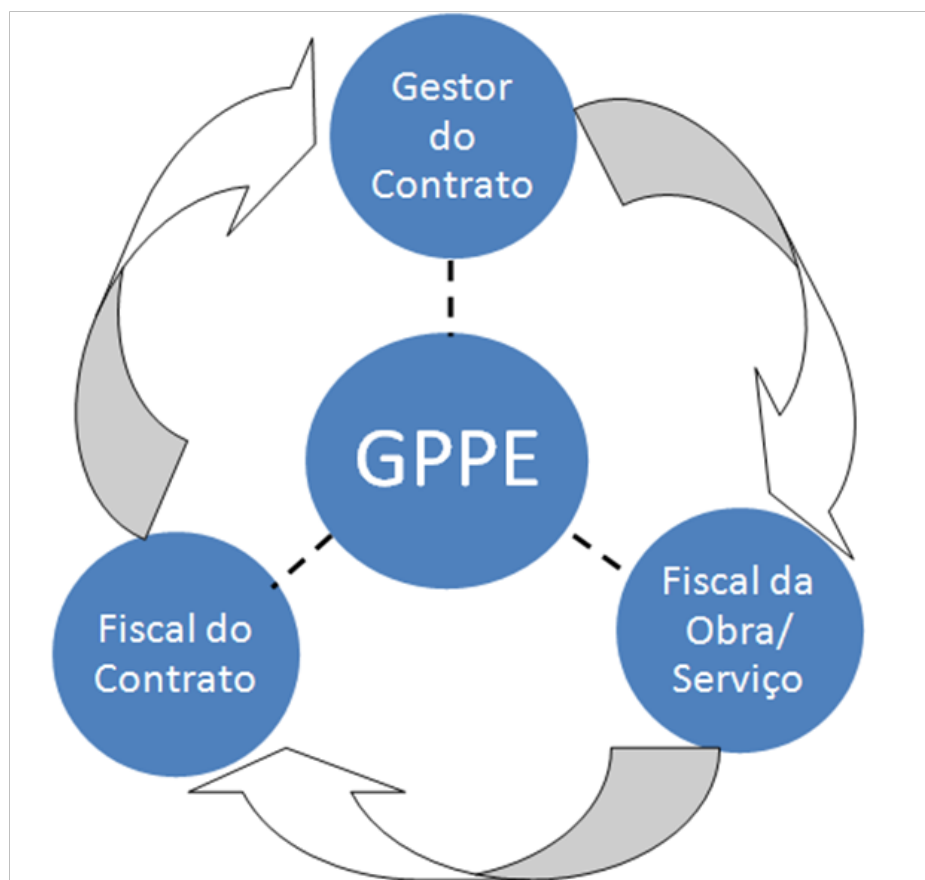 Gestor
do
Contrato
GPPE
Fiscal do
Contrato
Fiscal da
Obra/
Serviço